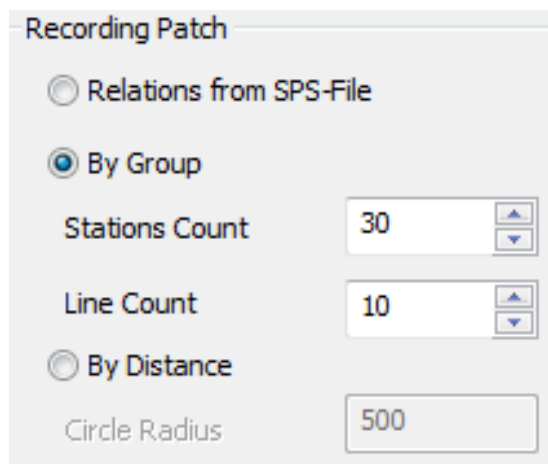 Recording Patch
Relations from SPS-File
By Group
Stations Count 30
Line Count 10
By Distance
Circle Radius 500